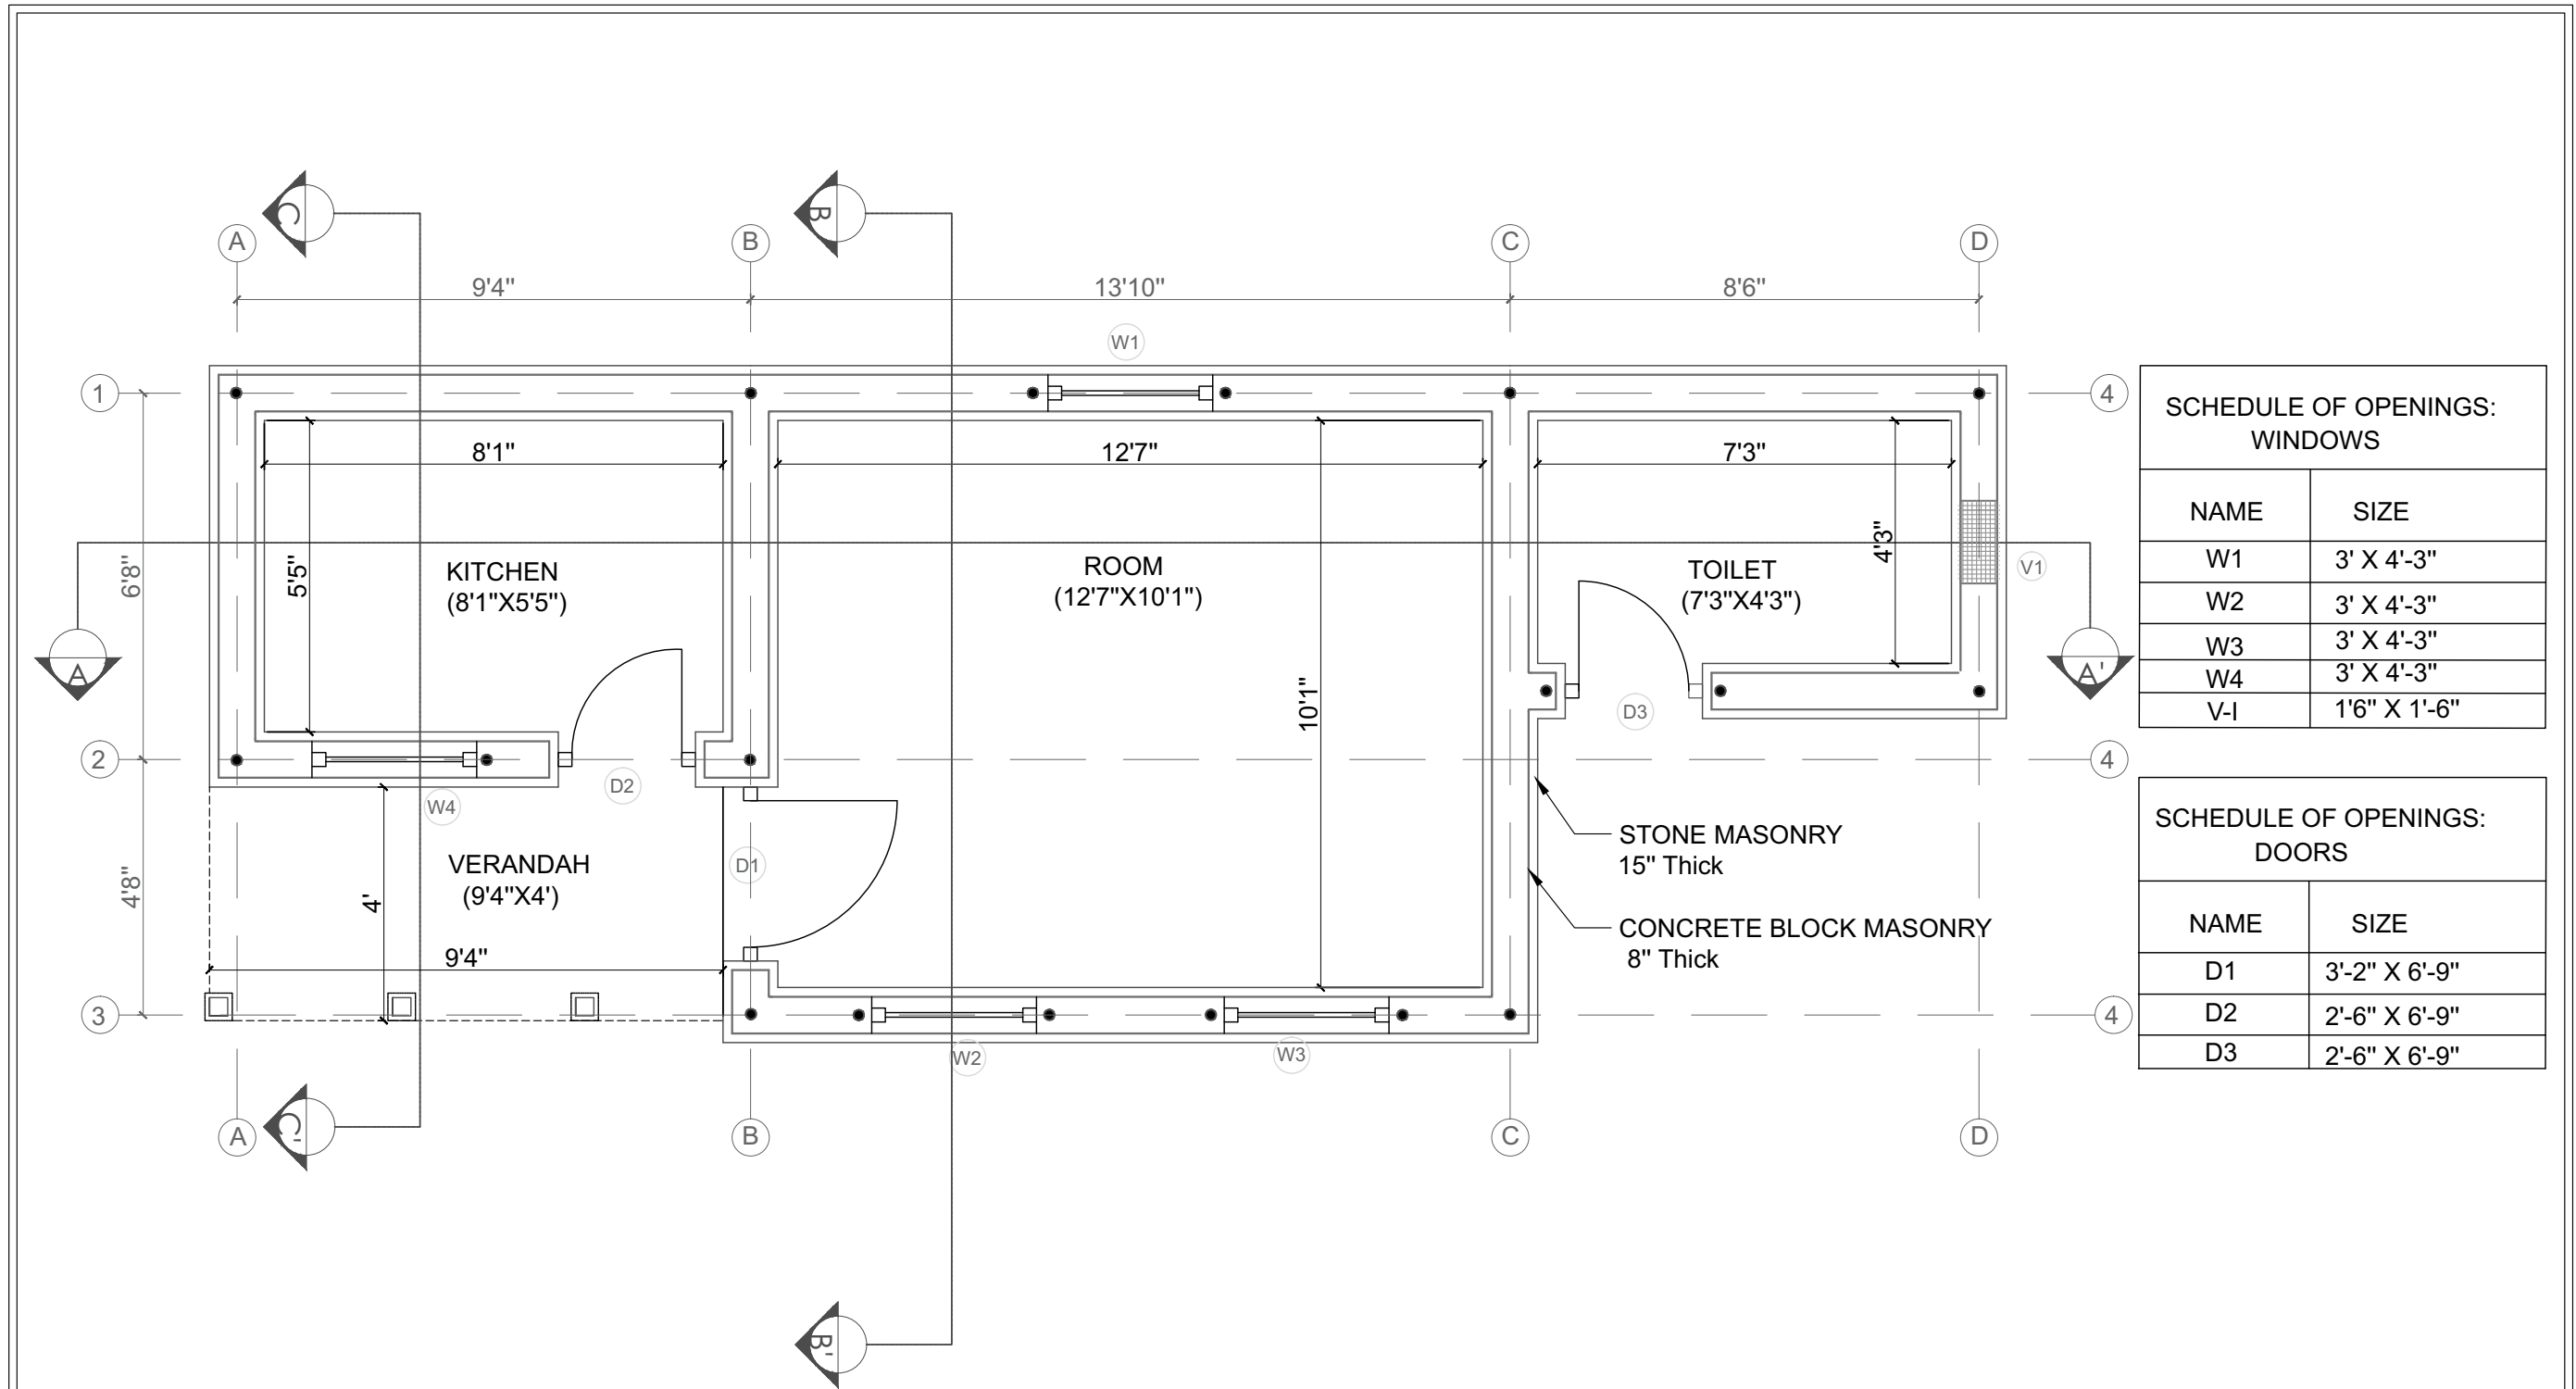 C
B
A
B
C
D
9'4"
13'10"
8'6"
W1
1
4
8'1"
12'7"
7'3"
6'8"
5'5"
4'3"
KITCHEN
(8'1"X5'5")
ROOM
(12'7"X10'1")
TOILET
(7'3"X4'3")
V1
A
A'
10'1"
D3
2
4
D2
W4
4'8"
VERANDAH
(9'4"X4')
D1
4'
9'4"
STONE MASONRY
15" Thick
CONCRETE BLOCK MASONRY
8" Thick
3
4
W2
W3
A
C'
B
C
D
B'
SCHEDULE OF OPENINGS:
WINDOWS
NAME SIZE
W1 3' X 4'-3"
W2 3' X 4'-3"
W3 3' X 4'-3"
W4 3' X 4'-3"
V-I 1'6" X 1'-6"
SCHEDULE OF OPENINGS:
DOORS
NAME SIZE
D1 3'-2" X 6'-9"
D2 2'-6" X 6'-9"
D3 2'-6" X 6'-9"